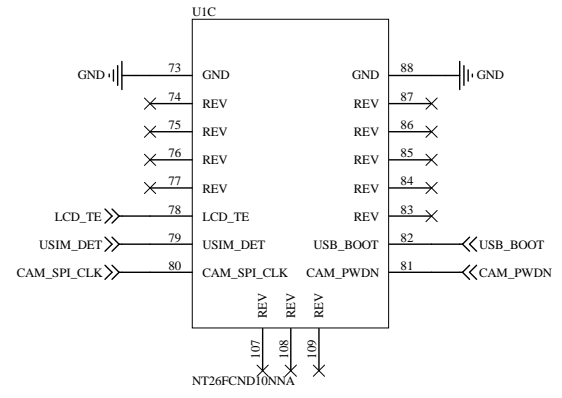 U1C
GND 73 GND GND 88 GND
74 REV REV 87
75 REV REV 86
76 REV REV 85
77 REV REV 84
REV 83
LCD_TE 78 LCD_TE
USIM_DET 79 USIM_DET USB_BOOT 82 USB_BOOT
CAM_SPI_CLK 80 CAM_SPI_CLK CAM_PWDN 81 CAM_PWDN
REV REV REV
107 108 109
NT26FCND10NNA